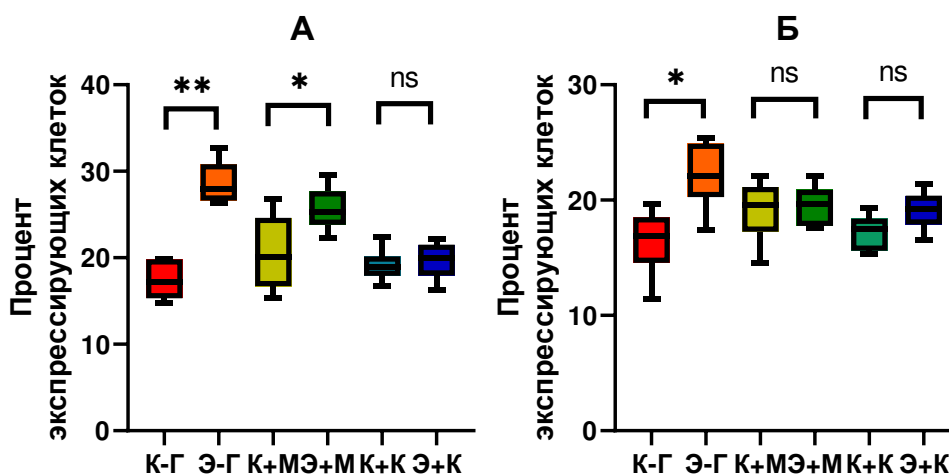 А
Процент
экспрессирующих клеток
40
30
20
10
0
**
*
ns
К-Г Э-Г К+М Э+М К+К Э+К
Б
Процент
экспрессирующих клеток
30
20
10
0
*
ns
ns
К-Г Э-Г К+М Э+М К+К Э+К